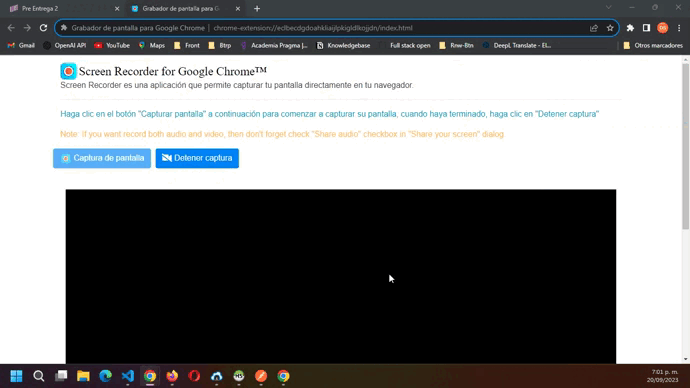 Pre Entrega 2
Grabador de pantalla para G
Grabador de pantalla para Google Chrome | chrome-extension://eclbecdgdoahkliaijlpkigldlkojjdn/index.html
Gmail OpenAI API YouTube Maps Front Btrp Academia Pragma |... Knowledgebase Full stack open Rnw-Btn DeepL Translate - El... Otros marcadores
Screen Recorder for Google Chrome™
Screen Recorder es una aplicación que permite capturar tu pantalla directamente en tu navegador.
Haga clic en el botón "Capturar pantalla" a continuación para comenzar a capturar su pantalla, cuando haya terminado, haga clic en "Detener captura"
Note: if you want record both audio and video, then don't forget check "Share audio" checkbox in "Share your screen" dialog
Captura de pantalla Detener captura
7:01 p. m.
20/09/2023